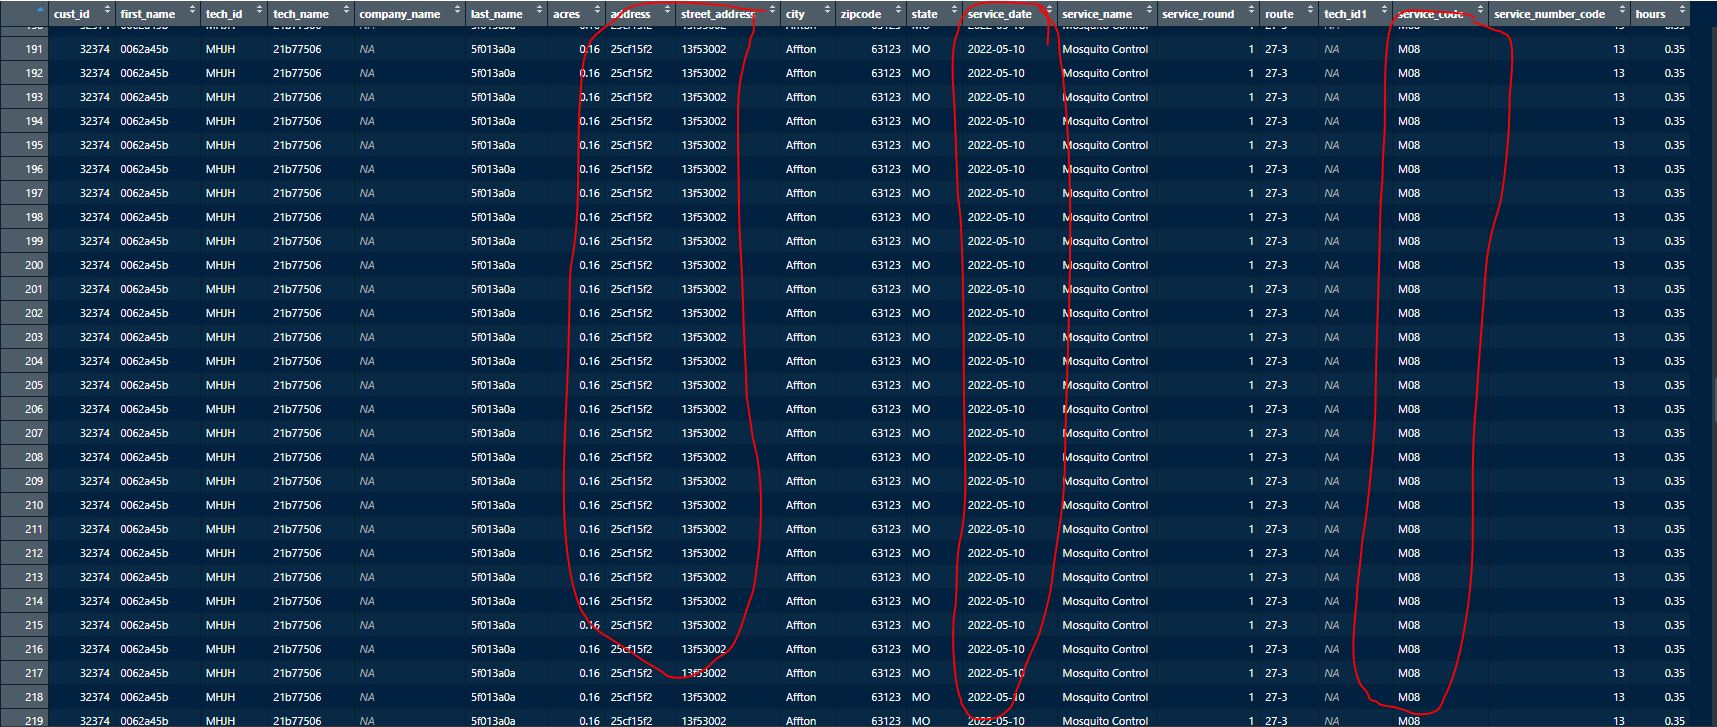 cust_id first_name tech_id tech_name company_name last_name acres address street_address city zipcode state service_date service_name service_round route tech_id1 service_code service_number_code hours
191 32374 0062a45b MHJH 21b77506 NA 5f013a0a 0.16 25cf15f2 13f53002 Affton 63123 MO 2022-05-10 Mosquito Control 1 27-3 NA M08 13 0.35
192 32374 0062a45b MHJH 21b77506 NA 5f013a0a 0.16 25cf15f2 13f53002 Affton 63123 MO 2022-05-10 Mosquito Control 1 27-3 NA M08 13 0.35
193 32374 0062a45b MHJH 21b77506 NA 5f013a0a 0.16 25cf15f2 13f53002 Affton 63123 MO 2022-05-10 Mosquito Control 1 27-3 NA M08 13 0.35
194 32374 0062a45b MHJH 21b77506 NA 5f013a0a 0.16 25cf15f2 13f53002 Affton 63123 MO 2022-05-10 Mosquito Control 1 27-3 NA M08 13 0.35
195 32374 0062a45b MHJH 21b77506 NA 5f013a0a 0.16 25cf15f2 13f53002 Affton 63123 MO 2022-05-10 Mosquito Control 1 27-3 NA M08 13 0.35
196 32374 0062a45b MHJH 21b77506 NA 5f013a0a 0.16 25cf15f2 13f53002 Affton 63123 MO 2022-05-10 Mosquito Control 1 27-3 NA M08 13 0.35
197 32374 0062a45b MHJH 21b77506 NA 5f013a0a 0.16 25cf15f2 13f53002 Affton 63123 MO 2022-05-10 Mosquito Control 1 27-3 NA M08 13 0.35
198 32374 0062a45b MHJH 21b77506 NA 5f013a0a 0.16 25cf15f2 13f53002 Affton 63123 MO 2022-05-10 Mosquito Control 1 27-3 NA M08 13 0.35
199 32374 0062a45b MHJH 21b77506 NA 5f013a0a 0.16 25cf15f2 13f53002 Affton 63123 MO 2022-05-10 Mosquito Control 1 27-3 NA M08 13 0.35
200 32374 0062a45b MHJH 21b77506 NA 5f013a0a 0.16 25cf15f2 13f53002 Affton 63123 MO 2022-05-10 Mosquito Control 1 27-3 NA M08 13 0.35
201 32374 0062a45b MHJH 21b77506 NA 5f013a0a 0.16 25cf15f2 13f53002 Affton 63123 MO 2022-05-10 Mosquito Control 1 27-3 NA M08 13 0.35
202 32374 0062a45b MHJH 21b77506 NA 5f013a0a 0.16 25cf15f2 13f53002 Affton 63123 MO 2022-05-10 Mosquito Control 1 27-3 NA M08 13 0.35
203 32374 0062a45b MHJH 21b77506 NA 5f013a0a 0.16 25cf15f2 13f53002 Affton 63123 MO 2022-05-10 Mosquito Control 1 27-3 NA M08 13 0.35
204 32374 0062a45b MHJH 21b77506 NA 5f013a0a 0.16 25cf15f2 13f53002 Affton 63123 MO 2022-05-10 Mosquito Control 1 27-3 NA M08 13 0.35
205 32374 0062a45b MHJH 21b77506 NA 5f013a0a 0.16 25cf15f2 13f53002 Affton 63123 MO 2022-05-10 Mosquito Control 1 27-3 NA M08 13 0.35
206 32374 0062a45b MHJH 21b77506 NA 5f013a0a 0.16 25cf15f2 13f53002 Affton 63123 MO 2022-05-10 Mosquito Control 1 27-3 NA M08 13 0.35
207 32374 0062a45b MHJH 21b77506 NA 5f013a0a 0.16 25cf15f2 13f53002 Affton 63123 MO 2022-05-10 Mosquito Control 1 27-3 NA M08 13 0.35
208 32374 0062a45b MHJH 21b77506 NA 5f013a0a 0.16 25cf15f2 13f53002 Affton 63123 MO 2022-05-10 Mosquito Control 1 27-3 NA M08 13 0.35
209 32374 0062a45b MHJH 21b77506 NA 5f013a0a 0.16 25cf15f2 13f53002 Affton 63123 MO 2022-05-10 Mosquito Control 1 27-3 NA M08 13 0.35
210 32374 0062a45b MHJH 21b77506 NA 5f013a0a 0.16 25cf15f2 13f53002 Affton 63123 MO 2022-05-10 Mosquito Control 1 27-3 NA M08 13 0.35
211 32374 0062a45b MHJH 21b77506 NA 5f013a0a 0.16 25cf15f2 13f53002 Affton 63123 MO 2022-05-10 Mosquito Control 1 27-3 NA M08 13 0.35
212 32374 0062a45b MHJH 21b77506 NA 5f013a0a 0.16 25cf15f2 13f53002 Affton 63123 MO 2022-05-10 Mosquito Control 1 27-3 NA M08 13 0.35
213 32374 0062a45b MHJH 21b77506 NA 5f013a0a 0.16 25cf15f2 13f53002 Affton 63123 MO 2022-05-10 Mosquito Control 1 27-3 NA M08 13 0.35
214 32374 0062a45b MHJH 21b77506 NA 5f013a0a 0.16 25cf15f2 13f53002 Affton 63123 MO 2022-05-10 Mosquito Control 1 27-3 NA M08 13 0.35
215 32374 0062a45b MHJH 21b77506 NA 5f013a0a 0.16 25cf15f2 13f53002 Affton 63123 MO 2022-05-10 Mosquito Control 1 27-3 NA M08 13 0.35
216 32374 0062a45b MHJH 21b77506 NA 5f013a0a 0.16 25cf15f2 13f53002 Affton 63123 MO 2022-05-10 Mosquito Control 1 27-3 NA M08 13 0.35
217 32374 0062a45b MHJH 21b77506 NA 5f013a0a 0.16 25cf15f2 13f53002 Affton 63123 MO 2022-05-10 Mosquito Control 1 27-3 NA M08 13 0.35
218 32374 0062a45b MHJH 21b77506 NA 5f013a0a 0.16 25cf15f2 13f53002 Affton 63123 MO 2022-05-10 Mosquito Control 1 27-3 NA M08 13 0.35
219 32374 0062a45b MHJH 21b77506 NA 5f013a0a 0.16 25cf15f2 13f53002 Affton 63123 MO 2022-05-10 Mosquito Control 1 27-3 NA M08 13 0.35